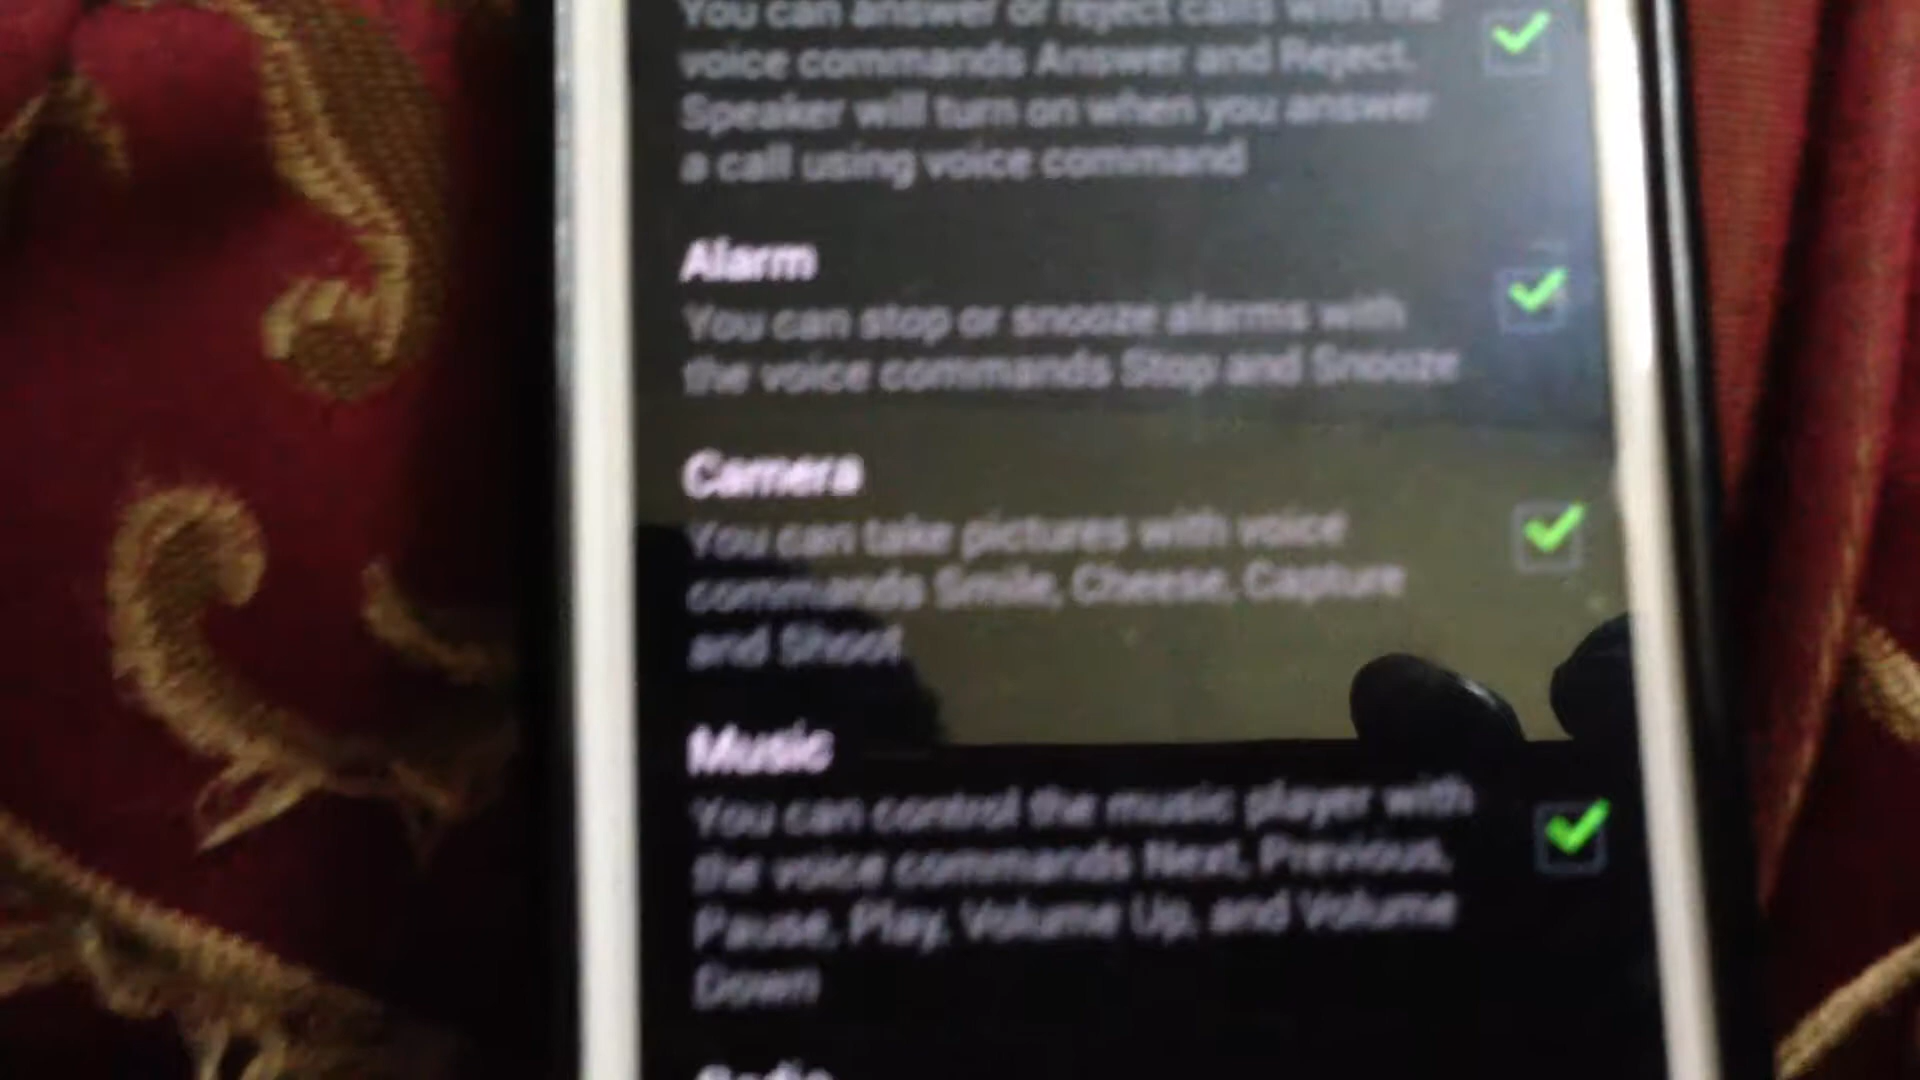 You can answer or reject calls with the
voice commands Answer and Reject.
Speaker will turn on when you answer
a call using voice command
Alarm
You can stop or snooze alarms with
the voice commands Stop and Snooze
Camera
You can take pictures with voice
commands Smile, Cheese, Capture
and Shoot
Music
You can control the music player with
the voice commands Next, Previous,
Pause, Play, Volume Up, and Volume
Down
Radio